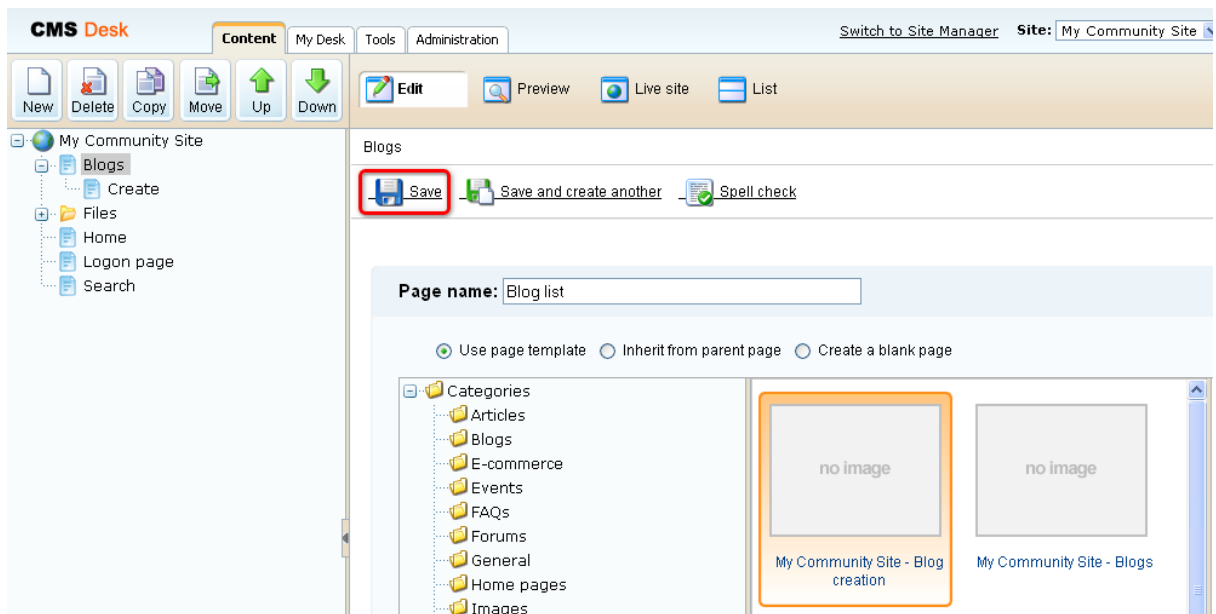 CMS Desk
Content
My Desk
Tools
Administration
Switch to Site Manager
Site: My Community Site
New
Delete
Copy
Move
Up
Down
Edit
Preview
Live site
List
My Community Site
Blogs
Create
Files
Home
Logon page
Search
Blogs
Save
Save and create another
Spell check
Page name: Blog list
Use page template
Inherit from parent page
Create a blank page
Categories
Articles
Blogs
E-commerce
Events
FAQs
Forums
General
Home pages
Images
no image
My Community Site - Blog
creation
no image
My Community Site - Blogs